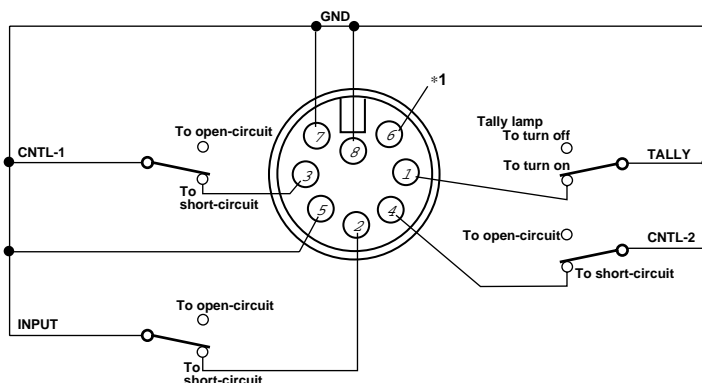 GND
*1
Tally lamp
To turn off
To turn on
TALLY
CNTL-1
To open-circuit
To
short-circuit
7
6
8
3
1
5
4
2
To open-circuit
CNTL-2
To short-circuit
INPUT
To open-circuit
To
short-circuit